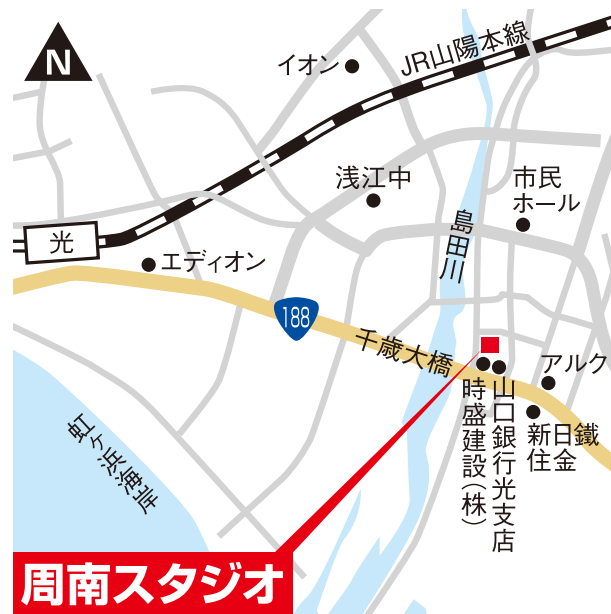 N
イオン
JR山陽本線
浅江中
市民
ホール
島田川
光
エディオン
188
千歳大橋
アルク
時盛建設(株)
山口銀行光支店
新日鐵
住金
虹ヶ浜海岸
周南スタジオ